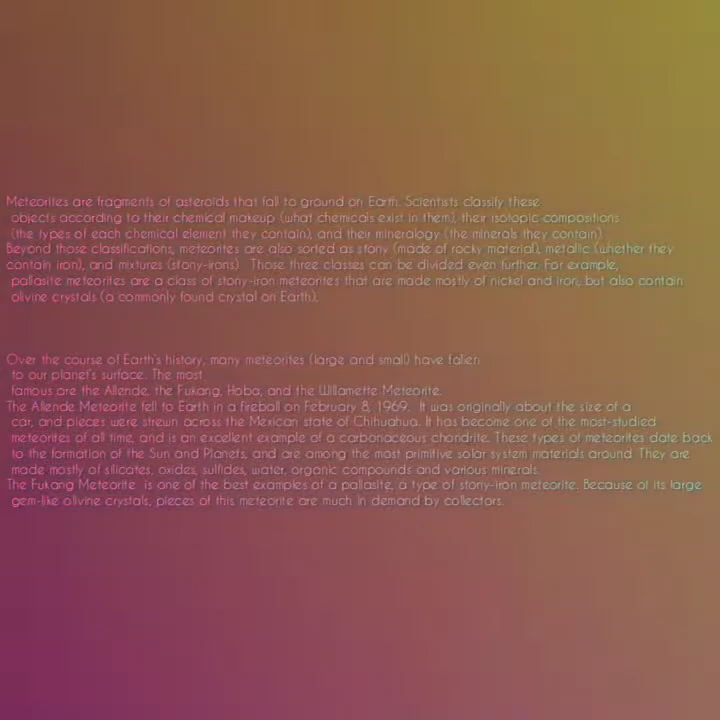 Meteorites are fragments of asteroids that fall to ground on Earth. Scientists classify these
objects according to their chemical makeup (what chemicals exist in them), their isotopic compositions
(the types of each chemical element they contain), and their mineralogy (the minerals they contain).
Beyond those classifications, meteorites are also sorted as stony (made of rocky material), metallic (whether they
contain iron), and mixtures (stony-irons). Those three classes can be divided even further. For example,
pallasite meteorites are a class of stony-iron meteorites that are made mostly of nickel and iron, but also contain
olivine crystals (a commonly found crystal on Earth).
Over the course of Earth's history, many meteorites (large and small) have fallen
to our planet's surface. The most
famous are the Allende, the Fukang, Hoba, and the Willamette Meteorite.
The Allende Meteorite fell to Earth in a fireball on February 8, 1969. It was originally about the size of a
car, and pieces were strewn across the Mexican state of Chihuahua. It has become one of the most-studied
meteorites of all time, and is an excellent example of a carbonaceous chondrite. These types of meteorites date back
to the formation of the Sun and Planets, and are among the most primitive solar system materials around. They are
made mostly of silicates, oxides, sulfides, water, organic compounds and various minerals.
The Fukang Meteorite is one of the best examples of a pallasite, a type of stony-iron meteorite. Because of its large
gem-like olivine crystals, pieces of this meteorite are much in demand by collectors.